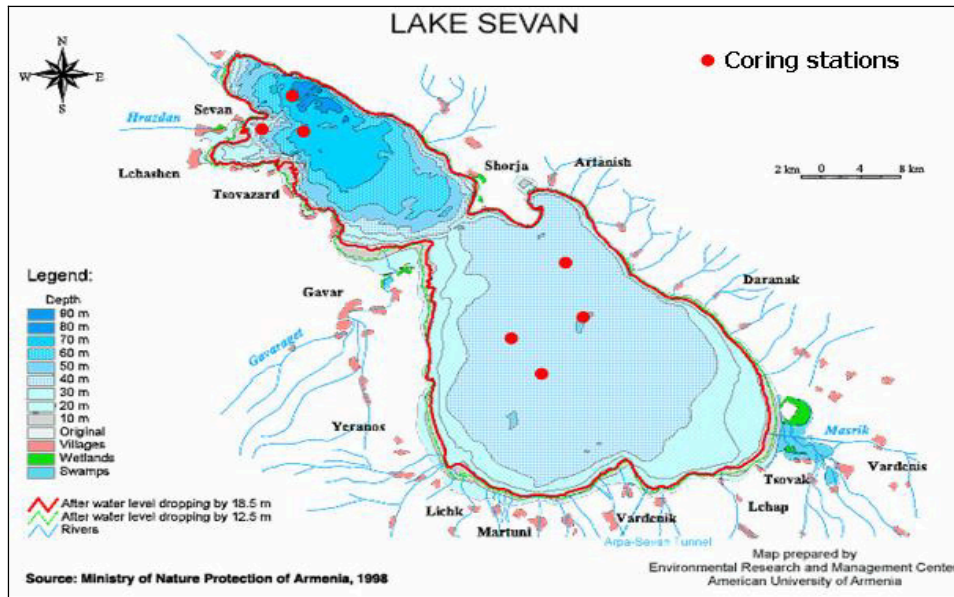 LAKE SEVAN
Coring stations
N
W E
S
Hrazdan
Sevan
Lchashen
Tsovazard
Shorja
Artanish
2 km 0 4 8 km
Daranak
Gavar
Gavaraget
Yeranos
Masrik
Vardenis
Tsovak
Lchap
Lichk
Martuni
Vardenik
Arpa-Sevan Tunnel
Legend:
Depth
90 m
80 m
70 m
60 m
50 m
40 m
30 m
20 m
10 m
Original
Villages
Wetlands
Swamps
After water level dropping by 18.5 m
After water level dropping by 12.5 m
Rivers
Source: Ministry of Nature Protection of Armenia, 1998
Map prepared by
Environmental Research and Management Center
American University of Armenia